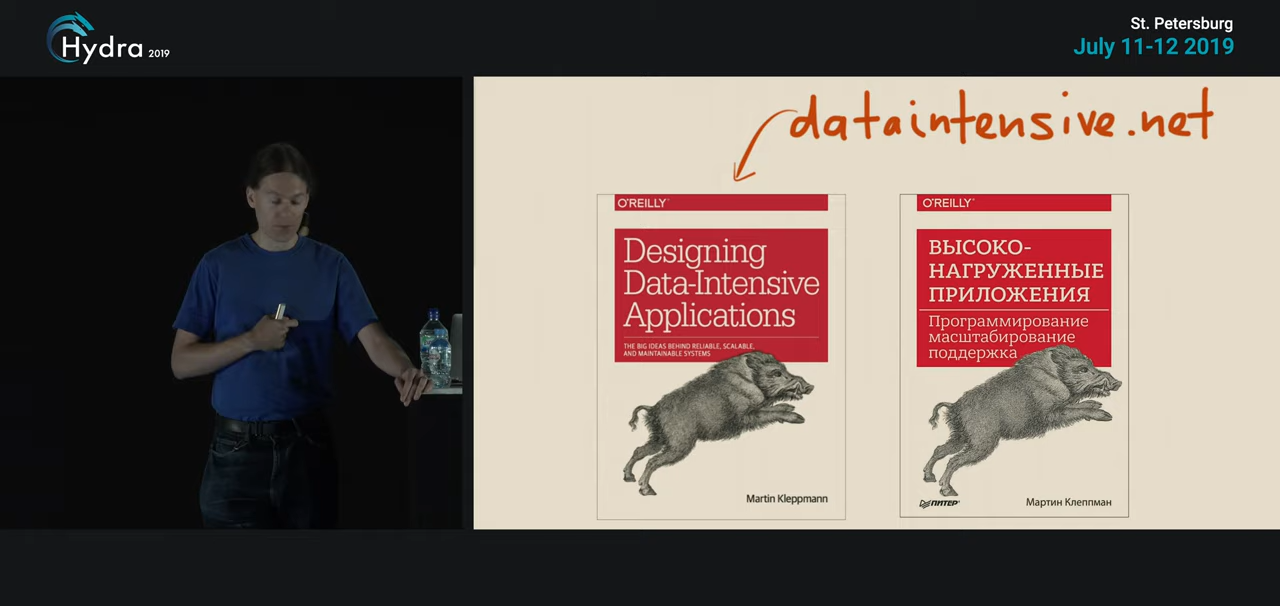 Hydra 2019
St. Petersburg
July 11-12 2019
dataintensive.net
O'REILLY
Designing
Data-Intensive
Applications
THE BIG IDEAS BEHIND RELIABLE, SCALABLE,
AND MAINTAINABLE SYSTEMS
Martin Kleppmann
O'REILLY
ВЫСОКО-
НАГРУЖЕННЫЕ
ПРИЛОЖЕНИЯ
Программирование
масштабирование
поддержка
ПИТЕР
Мартин Клеппман